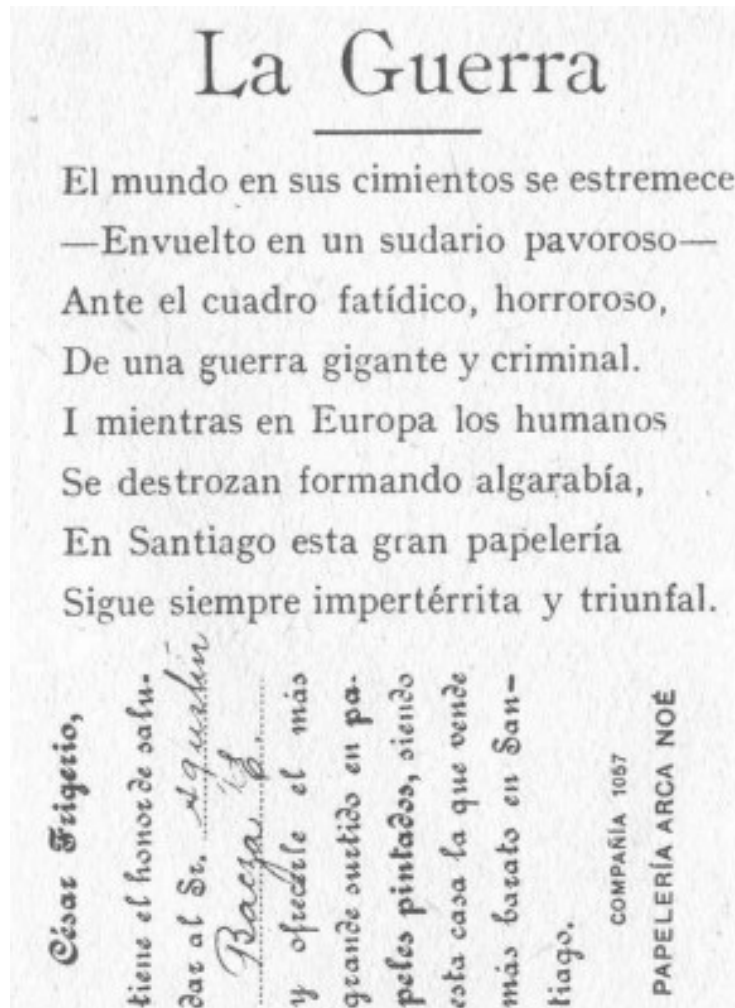 La Guerra
El mundo en sus cimientos se estremece
—Envuelto en un sudario pavoroso—
Ante el cuadro fatídico, horroroso,
De una guerra gigante y criminal.
I mientras en Europa los humanos
Se destrozan formando algarabía,
En Santiago esta gran papelería
Sigue siempre impertérrita y triunfal.
César Frigerio,
tiene el honor de salu-
dar al Sr. Agustín
Baeza
y ofrecerle el más
grande surtido en pa-
peles pintados, siendo
esta casa la que vende
más barato en San-
tiago.
COMPAÑIA 1057
PAPELERÍA ARCA NOÉ